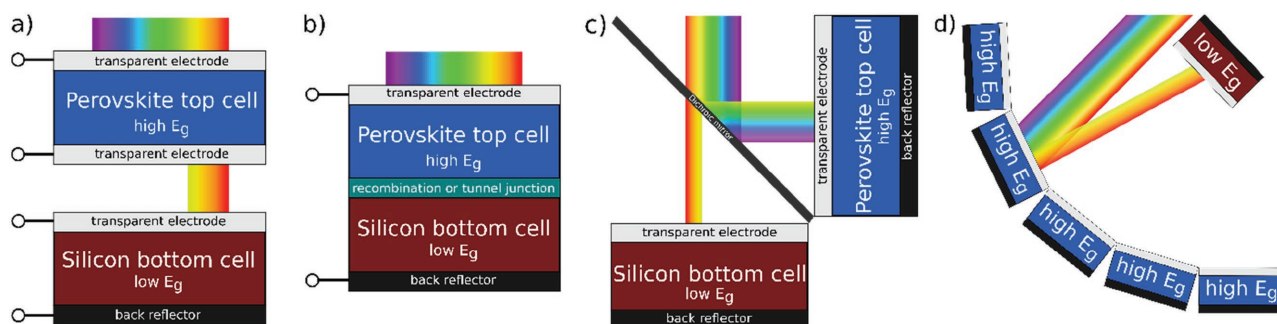 a)
transparent electrode
Perovskite top cell
high Eg
transparent electrode
transparent electrode
Silicon bottom cell
low Eg
back reflector
b)
transparent electrode
Perovskite top cell
high Eg
recombination or tunnel junction
Silicon bottom cell
low Eg
back reflector
c)
Dichroic mirror
transparent electrode
Perovskite top cell
high Eg
back reflector
transparent electrode
Silicon bottom cell
low Eg
back reflector
d)
low Eg
high Eg
high Eg
high Eg
high Eg
high Eg